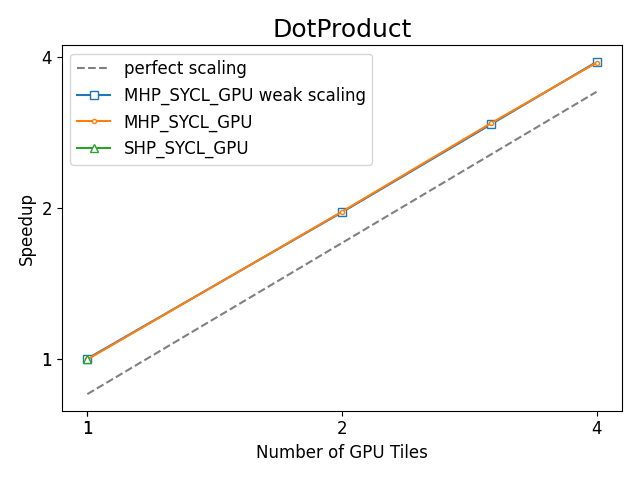 DotProduct
perfect scaling
MHP_SYCL_GPU weak scaling
MHP_SYCL_GPU
SHP_SYCL_GPU
4
2
1
Speedup
1 2 4
Number of GPU Tiles